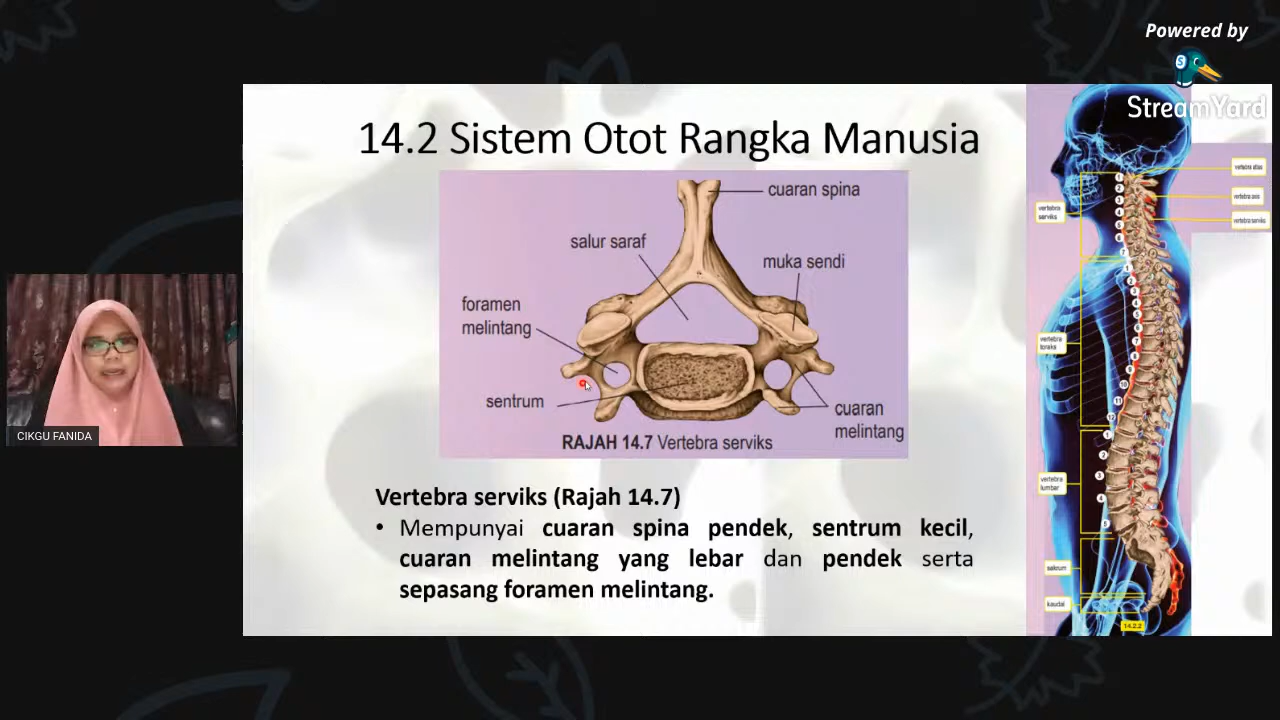 Powered by
StreamYard
14.2 Sistem Otot Rangka Manusia
cuaran spina
salur saraf
muka sendi
foramen
melintang
sentrum
cuaran
melintang
RAJAH 14.7 Vertebra serviks
Vertebra serviks (Rajah 14.7)
• Mempunyai cuaran spina pendek, sentrum kecil,
cuaran melintang yang lebar dan pendek serta
sepasang foramen melintang.
CIKGU FANIDA
vertebra atlas
vertebra axis
vertebra serviks
vertebra
serviks
vertebra
toraks
vertebra
lumbar
sakrum
kaudal
14.2.2